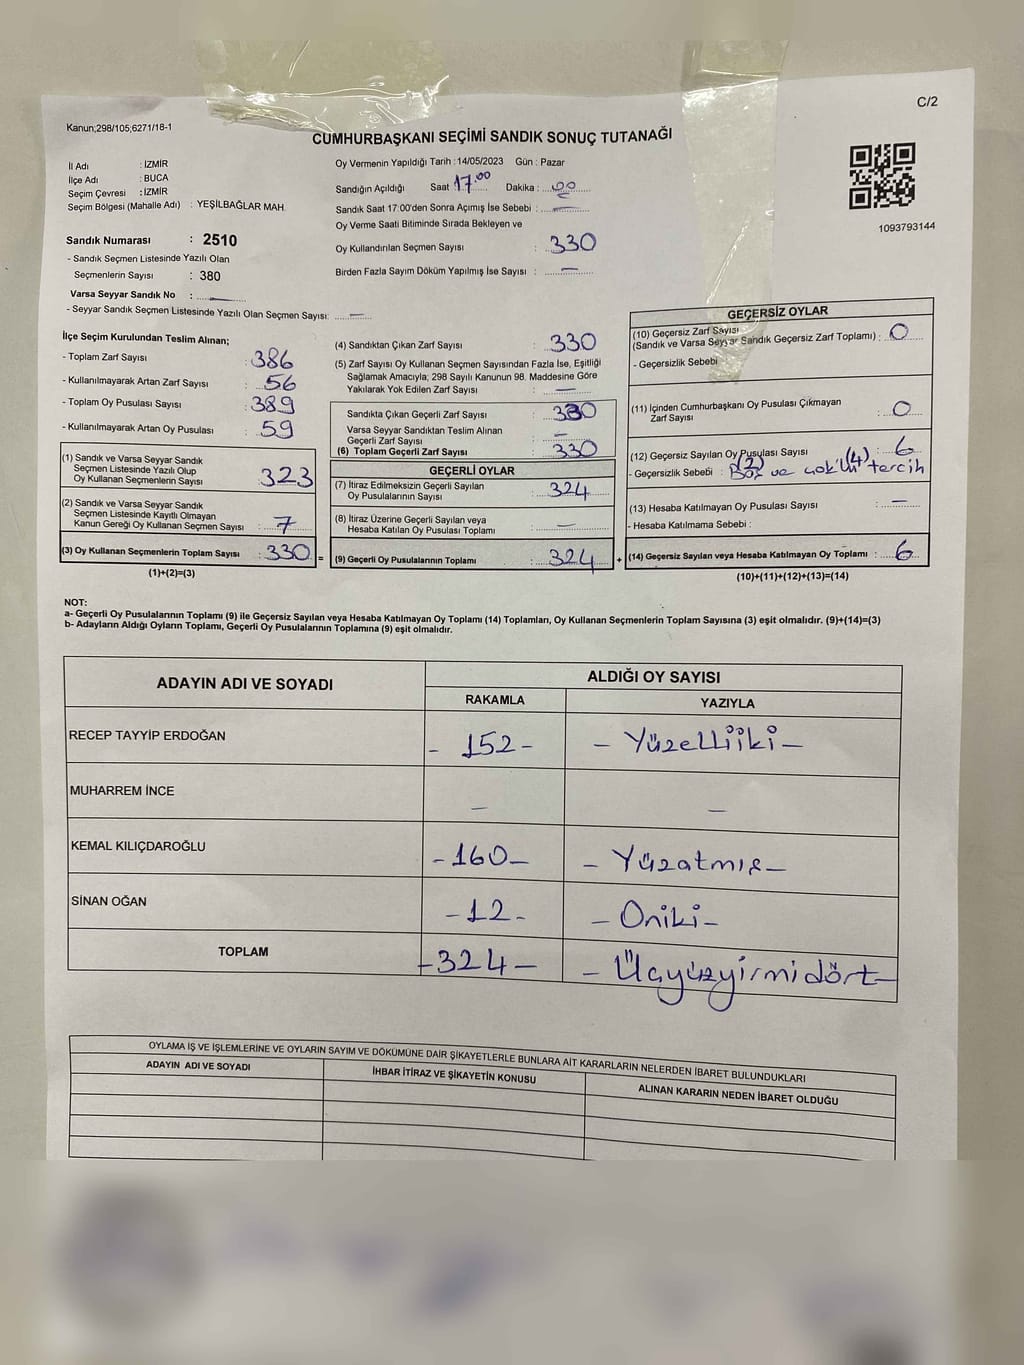 C/2
Kanun;298/105;6271/18-1
CUMHURBAŞKANI SEÇİMİ SANDIK SONUÇ TUTANAĞI
İl Adı : İZMİR
İlçe Adı : BUCA
Seçim Çevresi : İZMİR
Seçim Bölgesi (Mahalle Adı) : YEŞİLBAĞLAR MAH.
Sandık Numarası : 2510
- Sandık Seçmen Listesinde Yazılı Olan
Seçmenlerin Sayısı : 380
Varsa Seyyar Sandık No : —
- Seyyar Sandık Seçmen Listesinde Yazılı Olan Seçmen Sayısı: —
Oy Vermenin Yapıldığı Tarih : 14/05/2023 Gün : Pazar
Sandığın Açıldığı Saat 17.00 Dakika : 00
Sandık Saat 17:00'den Sonra Açımış İse Sebebi : —
Oy Verme Saati Bitiminde Sırada Bekleyen ve
Oy Kullandırılan Seçmen Sayısı : 330
Birden Fazla Sayım Döküm Yapılmış İse Sayısı : —
1093793144
İlçe Seçim Kurulundan Teslim Alınan;
- Toplam Zarf Sayısı : 386
- Kullanılmayarak Artan Zarf Sayısı : 56
- Toplam Oy Pusulası Sayısı : 389
- Kullanılmayarak Artan Oy Pusulası : 59
(1) Sandık ve Varsa Seyyar Sandık
Seçmen Listesinde Yazılı Olup
Oy Kullanan Seçmenlerin Sayısı : 323
(2) Sandık ve Varsa Seyyar Sandık
Seçmen Listesinde Kayıtlı Olmayan
Kanun Gereği Oy Kullanan Seçmen Sayısı : 7
(3) Oy Kullanan Seçmenlerin Toplam Sayısı : 330 =
(1)+(2)=(3)
(4) Sandıktan Çıkan Zarf Sayısı : 330
(5) Zarf Sayısı Oy Kullanan Seçmen Sayısından Fazla İse, Eşitliği
Sağlamak Amacıyla; 298 Sayılı Kanunun 98. Maddesine Göre
Yakılarak Yok Edilen Zarf Sayısı : —
Sandıkta Çıkan Geçerli Zarf Sayısı : 330
Varsa Seyyar Sandıktan Teslim Alınan
Geçerli Zarf Sayısı : —
(6) Toplam Geçerli Zarf Sayısı : 330
GEÇERLİ OYLAR
(7) İtiraz Edilmeksizin Geçerli Sayılan
Oy Pusulalarının Sayısı : 324
(8) İtiraz Üzerine Geçerli Sayılan veya
Hesaba Katılan Oy Pusulası Toplamı : —
(9) Geçerli Oy Pusulalarının Toplamı : 324 +
GEÇERSİZ OYLAR
(10) Geçersiz Zarf Sayısı
(Sandık ve Varsa Seyyar Sandık Geçersiz Zarf Toplamı) : 0
- Geçersizlik Sebebi :
(11) İçinden Cumhurbaşkanı Oy Pusulası Çıkmayan
Zarf Sayısı : 0
(12) Geçersiz Sayılan Oy Pusulası Sayısı : 6
- Geçersizlik Sebebi : (2) Boş ve (4) çok'lu tercih
(13) Hesaba Katılmayan Oy Pusulası Sayısı : —
- Hesaba Katılmama Sebebi :
(14) Geçersiz Sayılan veya Hesaba Katılmayan Oy Toplamı : 6
(10)+(11)+(12)+(13)=(14)
NOT:
a- Geçerli Oy Pusulalarının Toplamı (9) ile Geçersiz Sayılan veya Hesaba Katılmayan Oy Toplamı (14) Toplamları, Oy Kullanan Seçmenlerin Toplam Sayısına (3) eşit olmalıdır. (9)+(14)=(3)
b- Adayların Aldığı Oyların Toplamı, Geçerli Oy Pusulalarının Toplamına (9) eşit olmalıdır.
ADAYIN ADI VE SOYADI
ALDIĞI OY SAYISI
RAKAMLA YAZIYLA
RECEP TAYYİP ERDOĞAN - 152 - - Yüzelliiki -
MUHARREM İNCE - -
KEMAL KILIÇDAROĞLU - 160 - - Yüzatmış -
SİNAN OĞAN - 12 - - Oniki -
TOPLAM - 324 - - Üçyüzyirmidört -
OYLAMA İŞ VE İŞLEMLERİNE VE OYLARIN SAYIM VE DÖKÜMÜNE DAİR ŞİKAYETLERLE BUNLARA AİT KARARLARIN NELERDEN İBARET BULUNDUKLARI
ADAYIN ADI VE SOYADI İHBAR İTİRAZ VE ŞİKAYETİN KONUSU ALINAN KARARIN NEDEN İBARET OLDUĞU